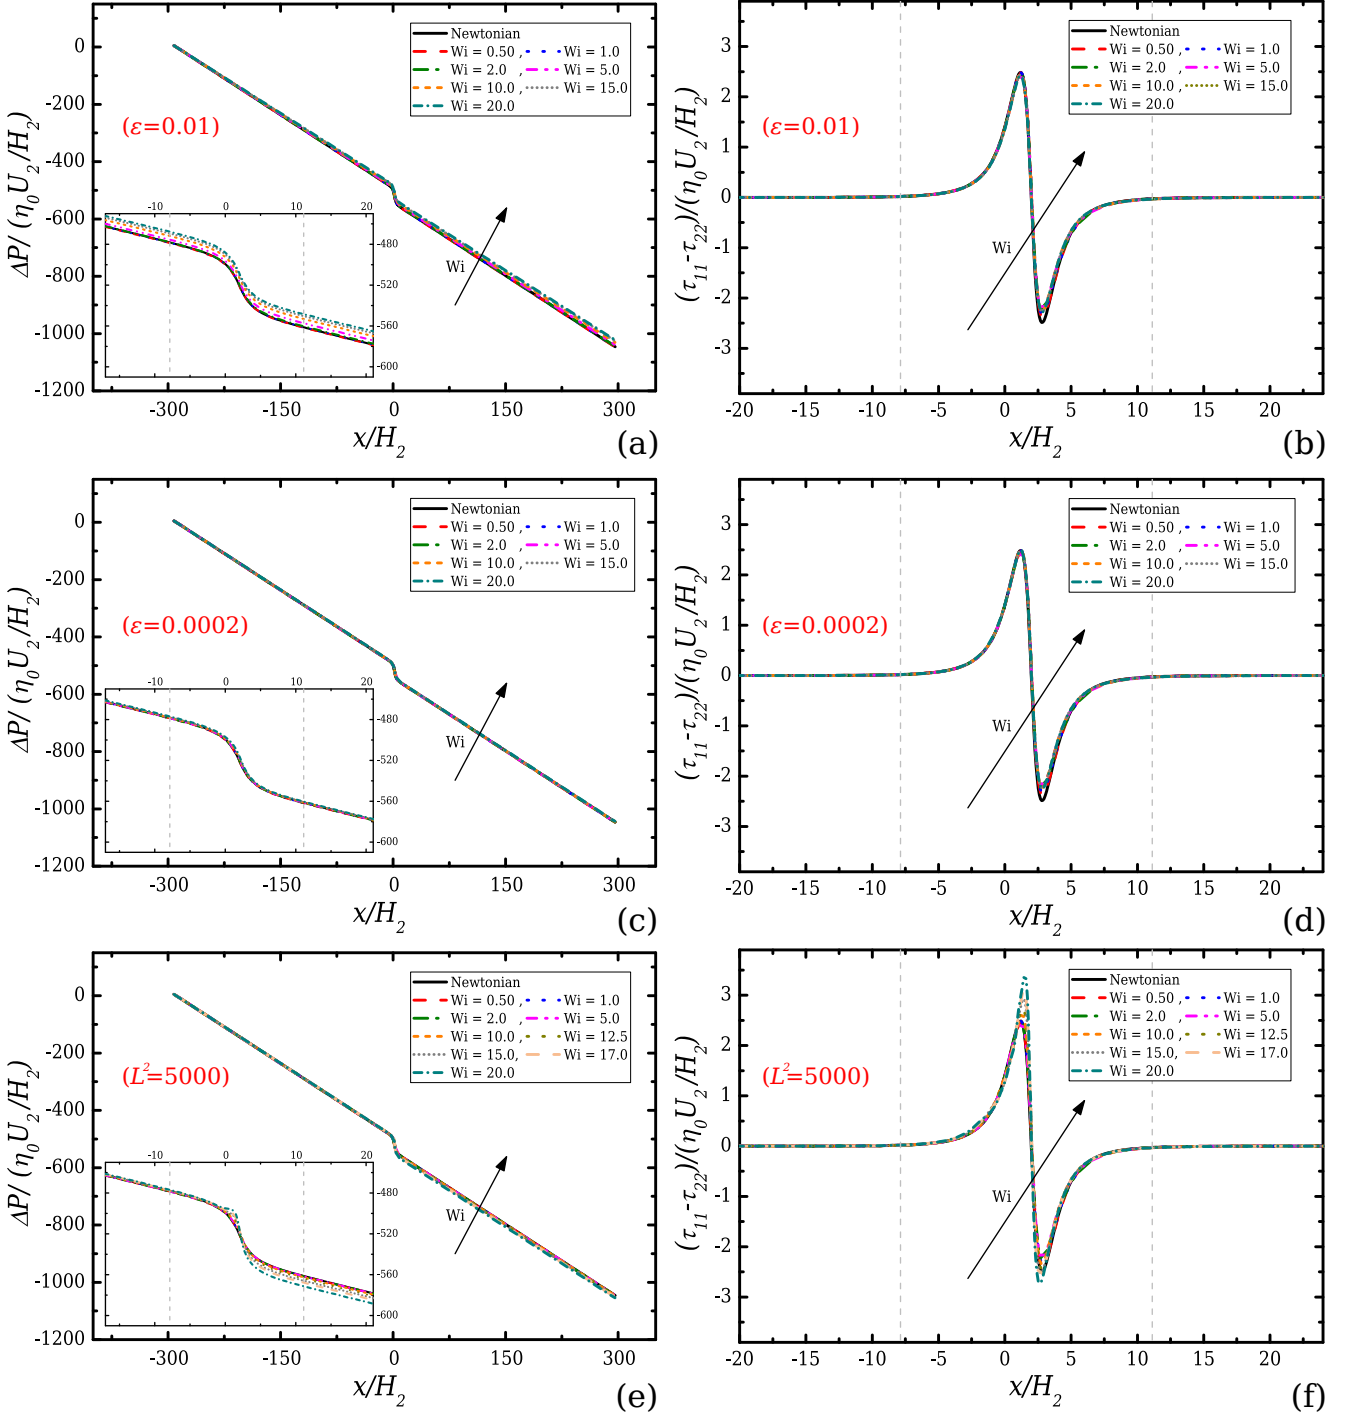 Newtonian
Wi = 0.50 , Wi = 1.0
Wi = 2.0 , Wi = 5.0
Wi = 10.0 , Wi = 15.0
Wi = 20.0
(ε=0.01)
Wi
ΔP/ (η₀U₂/H₂)
0
-200
-400
-600
-800
-1000
-1200
-10 0 10 20
-480
-520
-560
-600
-300 -150 0 150 300
x/H₂
(a)
Newtonian
Wi = 0.50 , Wi = 1.0
Wi = 2.0 , Wi = 5.0
Wi = 10.0 , Wi = 15.0
Wi = 20.0
(ε=0.01)
Wi
(τ₁₁-τ₂₂)/(η₀U₂/H₂)
3
2
1
0
-1
-2
-3
-20 -15 -10 -5 0 5 10 15 20
x/H₂
(b)
Newtonian
Wi = 0.50 , Wi = 1.0
Wi = 2.0 , Wi = 5.0
Wi = 10.0 , Wi = 15.0
Wi = 20.0
(ε=0.0002)
Wi
ΔP/ (η₀U₂/H₂)
0
-200
-400
-600
-800
-1000
-1200
-10 0 10 20
-480
-520
-560
-600
-300 -150 0 150 300
x/H₂
(c)
Newtonian
Wi = 0.50 , Wi = 1.0
Wi = 2.0 , Wi = 5.0
Wi = 10.0 , Wi = 15.0
Wi = 20.0
(ε=0.0002)
Wi
(τ₁₁-τ₂₂)/(η₀U₂/H₂)
3
2
1
0
-1
-2
-3
-20 -15 -10 -5 0 5 10 15 20
x/H₂
(d)
Newtonian
Wi = 0.50 , Wi = 1.0
Wi = 2.0 , Wi = 5.0
Wi = 10.0 , Wi = 12.5
Wi = 15.0, Wi = 17.0
Wi = 20.0
(L²=5000)
Wi
ΔP/ (η₀U₂/H₂)
0
-200
-400
-600
-800
-1000
-1200
-10 0 10 20
-480
-520
-560
-600
-300 -150 0 150 300
x/H₂
(e)
Newtonian
Wi = 0.50 , Wi = 1.0
Wi = 2.0 , Wi = 5.0
Wi = 10.0 , Wi = 12.5
Wi = 15.0, Wi = 17.0
Wi = 20.0
(L²=5000)
Wi
(τ₁₁-τ₂₂)/(η₀U₂/H₂)
3
2
1
0
-1
-2
-3
-20 -15 -10 -5 0 5 10 15 20
x/H₂
(f)